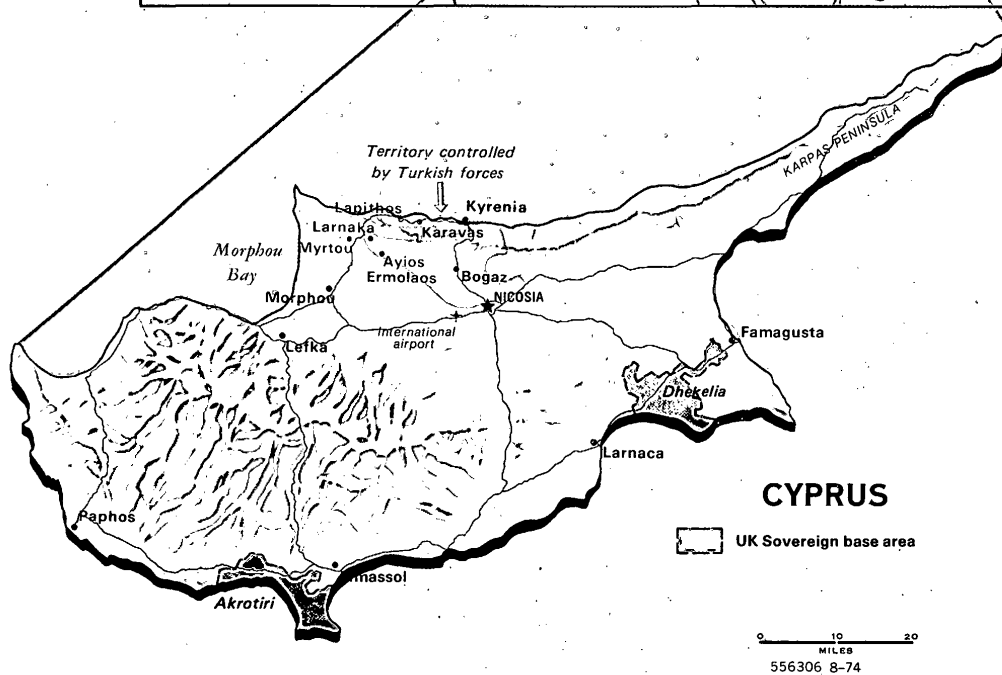 Territory controlled
by Turkish forces
KARPAS PENINSULA
Lapithos
Kyrenia
Larnaka
Karavas
Myrtou
Morphou
Bay
Ayios
Ermolaos
Bogaz
Morphou
NICOSIA
International
airport
Lefka
Famagusta
Dhekelia
Larnaca
CYPRUS
UK Sovereign base area
Paphos
massol
Akrotiri
0 10 20
MILES
556306 8-74